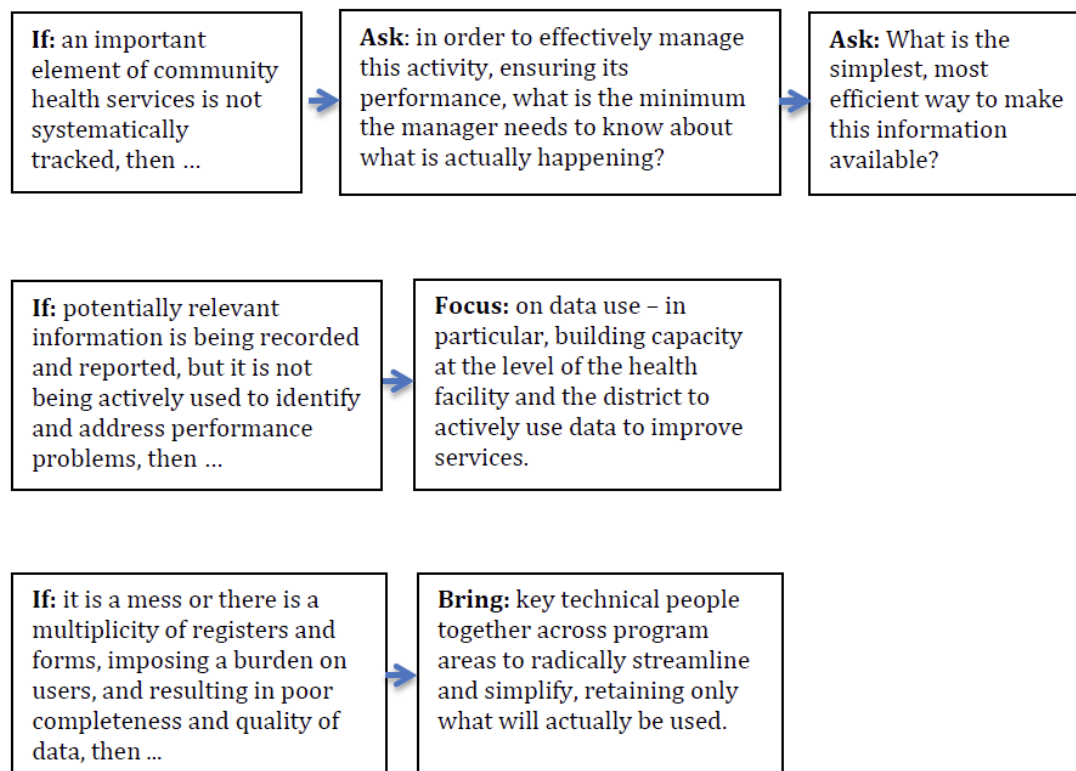 If: an important
element of community
health services is not
systematically
tracked, then …
Ask: in order to effectively manage
this activity, ensuring its
performance, what is the minimum
the manager needs to know about
what is actually happening?
Ask: What is the
simplest, most
efficient way to make
this information
available?
If: potentially relevant
information is being recorded
and reported, but it is not
being actively used to identify
and address performance
problems, then …
Focus: on data use – in
particular, building capacity
at the level of the health
facility and the district to
actively use data to improve
services.
If: it is a mess or there is a
multiplicity of registers and
forms, imposing a burden on
users, and resulting in poor
completeness and quality of
data, then ...
Bring: key technical people
together across program
areas to radically streamline
and simplify, retaining only
what will actually be used.